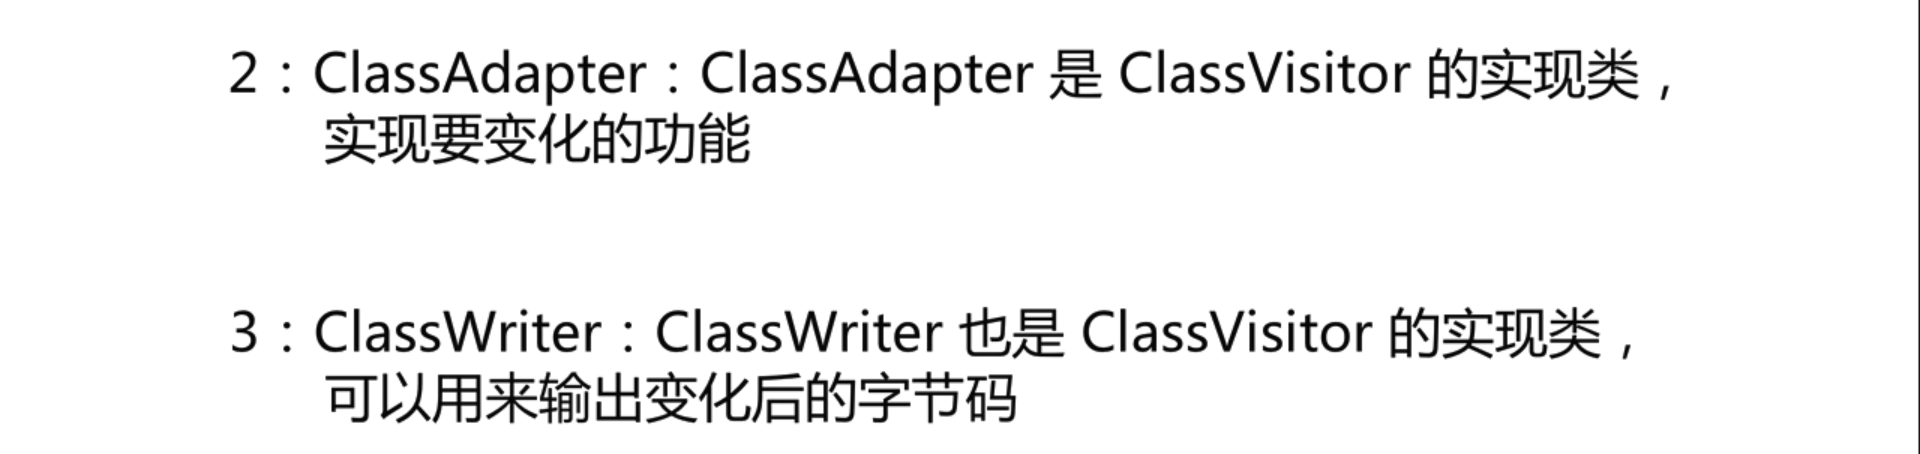 2：ClassAdapter：ClassAdapter 是 ClassVisitor 的实现类，
实现要变化的功能
3：ClassWriter：ClassWriter 也是 ClassVisitor 的实现类，
可以用来输出变化后的字节码